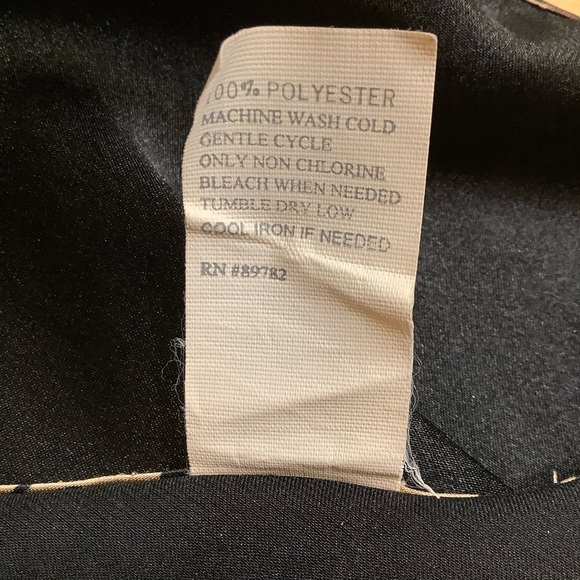 100% POLYESTER
MACHINE WASH COLD
GENTLE CYCLE
ONLY NON CHLORINE
BLEACH WHEN NEEDED
TUMBLE DRY LOW
COOL IRON IF NEEDED
RN #89782